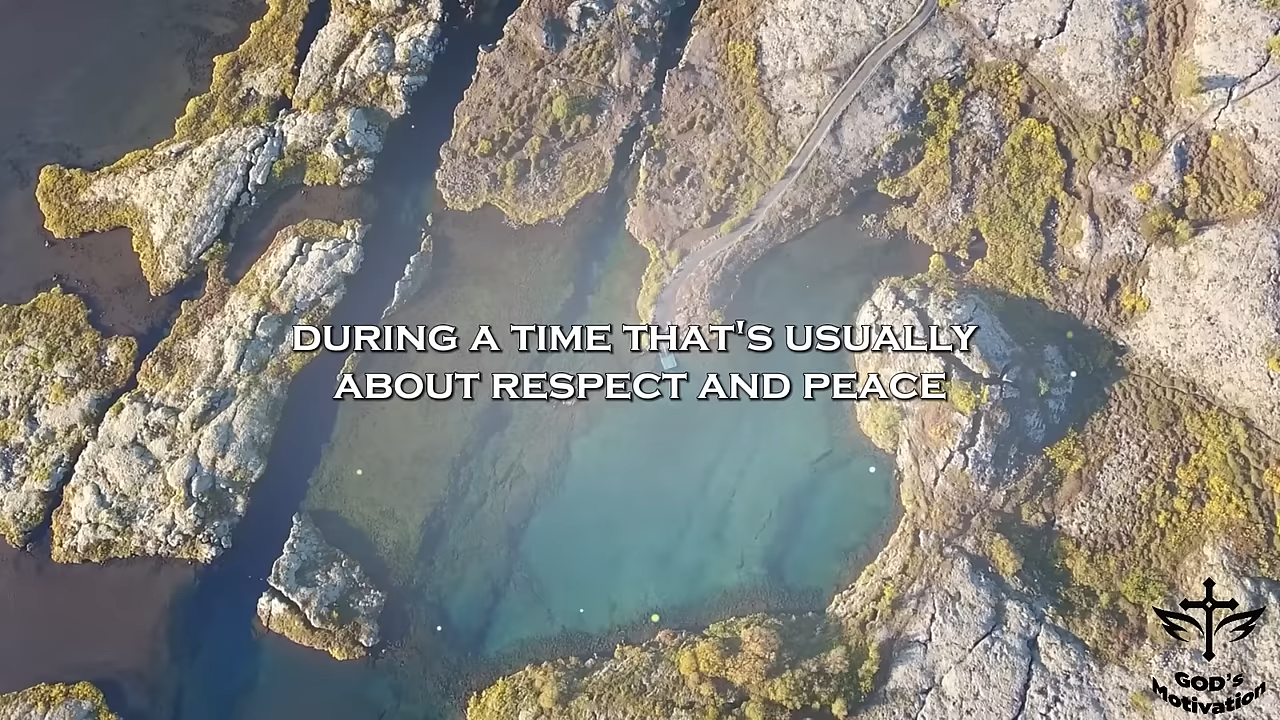 DURING A TIME THAT'S USUALLY
ABOUT RESPECT AND PEACE
GOD's
Motivation